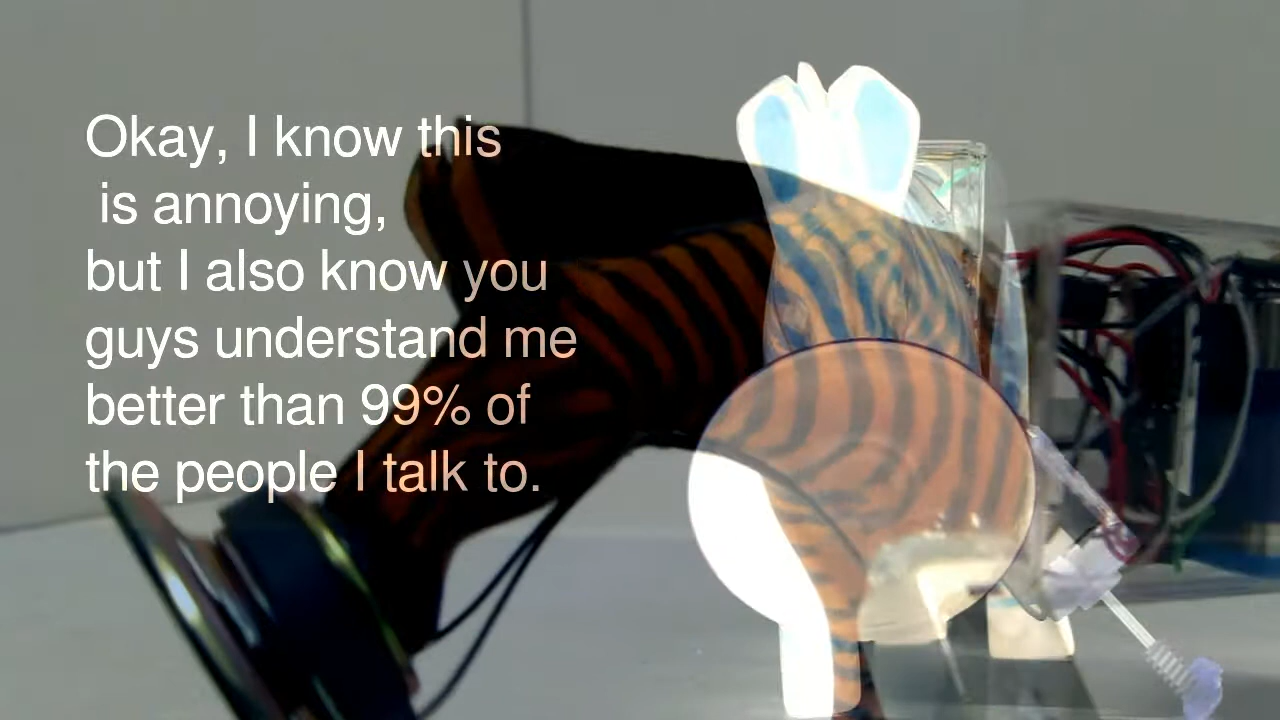 Okay, I know this
is annoying,
but I also know you
guys understand me
better than 99% of
the people I talk to.